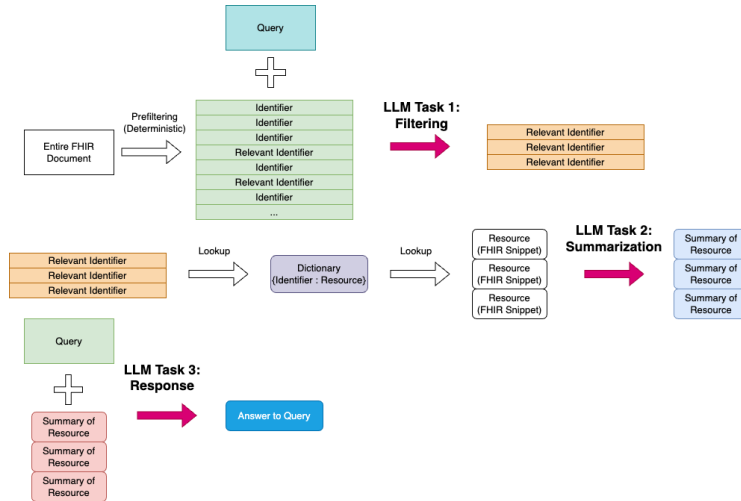 Query
Prefiltering
(Deterministic)
Entire FHIR
Document
Identifier
Identifier
Identifier
Relevant Identifier
Identifier
Relevant Identifier
Identifier
...
LLM Task 1:
Filtering
Relevant Identifier
Relevant Identifier
Relevant Identifier
Relevant Identifier
Relevant Identifier
Relevant Identifier
Lookup
Dictionary
{Identifier : Resource}
Lookup
Resource
(FHIR Snippet)
Resource
(FHIR Snippet)
Resource
(FHIR Snippet)
LLM Task 2:
Summarization
Summary of
Resource
Summary of
Resource
Summary of
Resource
Query
LLM Task 3:
Response
Summary of
Resource
Summary of
Resource
Summary of
Resource
Answer to Query